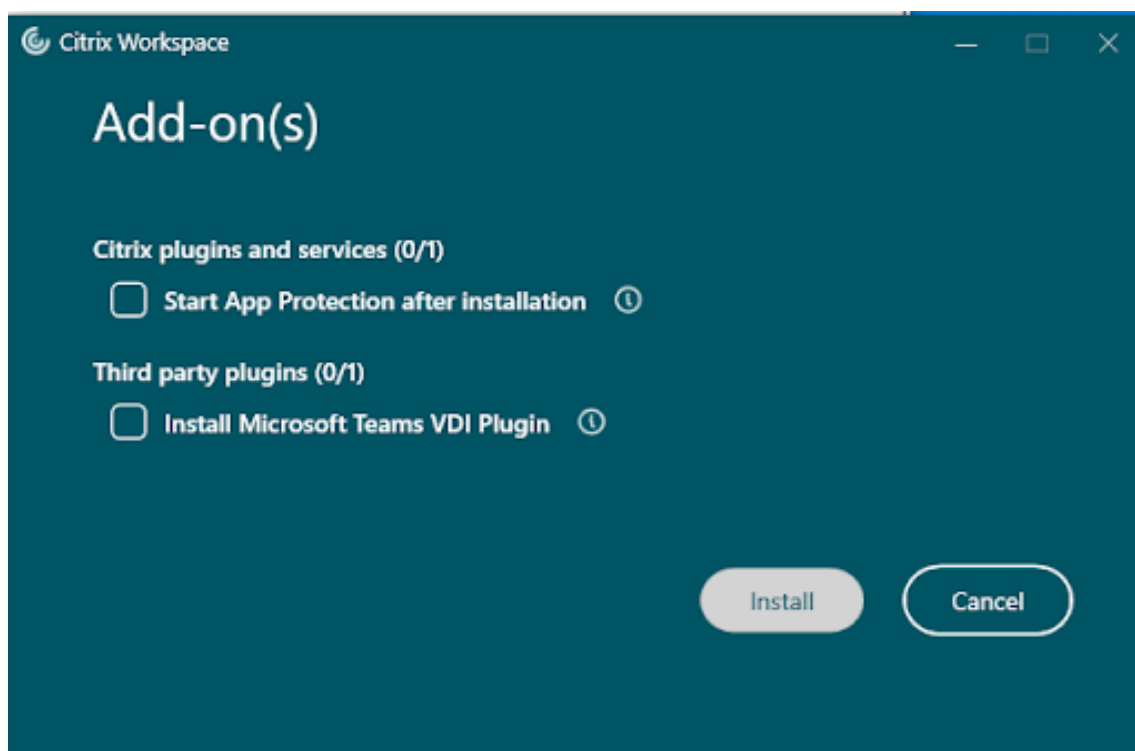 Citrix Workspace
Add-on(s)
Citrix plugins and services (0/1)
Start App Protection after installation
Third party plugins (0/1)
Install Microsoft Teams VDI Plugin
Install Cancel